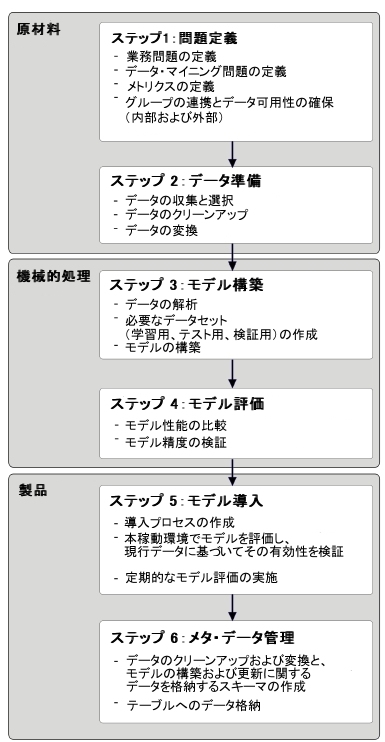 原材料
ステップ1：問題定義
- 業務問題の定義
- データ・マイニング問題の定義
- メトリクスの定義
- グループの連携とデータ可用性の確保
（内部および外部）
ステップ 2：データ準備
- データの収集と選択
- データのクリーンアップ
- データの変換
機械的処理
ステップ 3：モデル構築
- データの解析
- 必要なデータセット
（学習用、テスト用、検証用）の作成
- モデルの構築
ステップ 4：モデル評価
- モデル性能の比較
- モデル精度の検証
製品
ステップ 5：モデル導入
- 導入プロセスの作成
- 本稼動環境でモデルを評価し、
現行データに基づいてその有効性を検証
- 定期的なモデル評価の実施
ステップ 6：メタ・データ管理
- データのクリーンアップおよび変換と、
モデルの構築および更新に関する
データを格納するスキーマの作成
- テーブルへのデータ格納